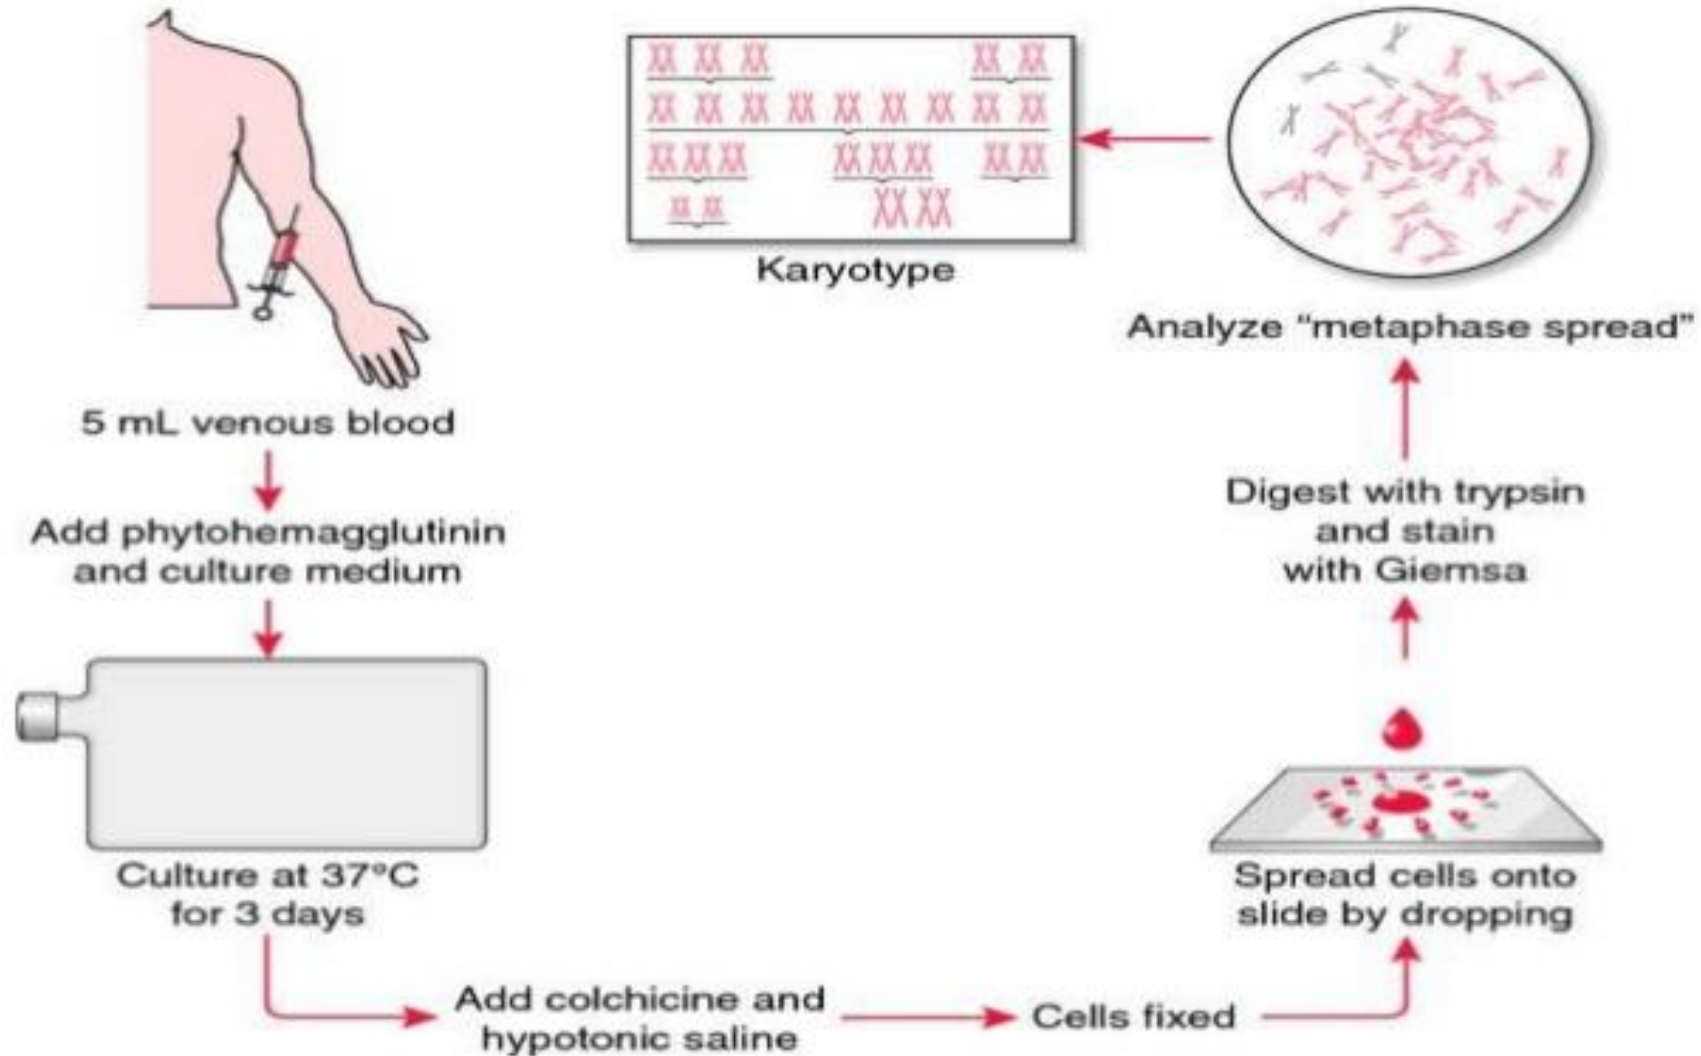 5 mL venous blood
Add phytohemagglutinin
and culture medium
Culture at 37°C
for 3 days
Add colchicine and
hypotonic saline
Cells fixed
Spread cells onto
slide by dropping
Digest with trypsin
and stain
with Giemsa
Analyze “metaphase spread”
Karyotype